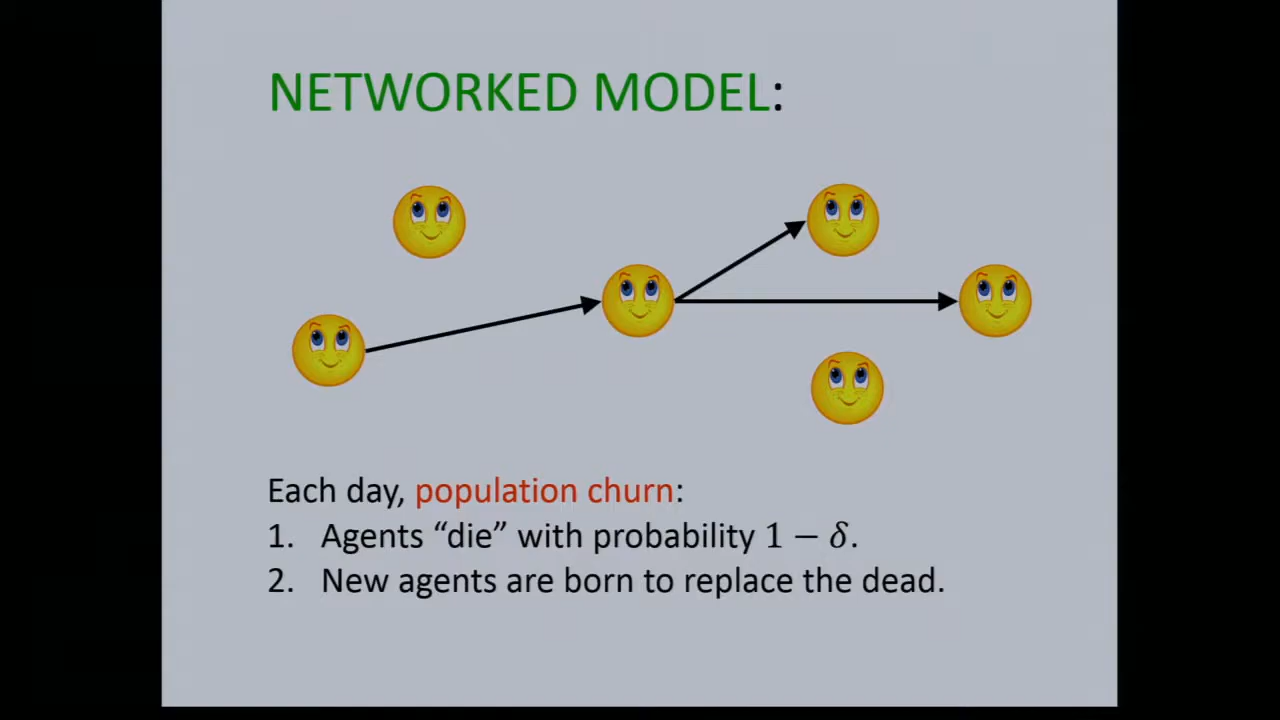 NETWORKED MODEL:
Each day, population churn:
1. Agents “die” with probability 1 − δ.
2. New agents are born to replace the dead.